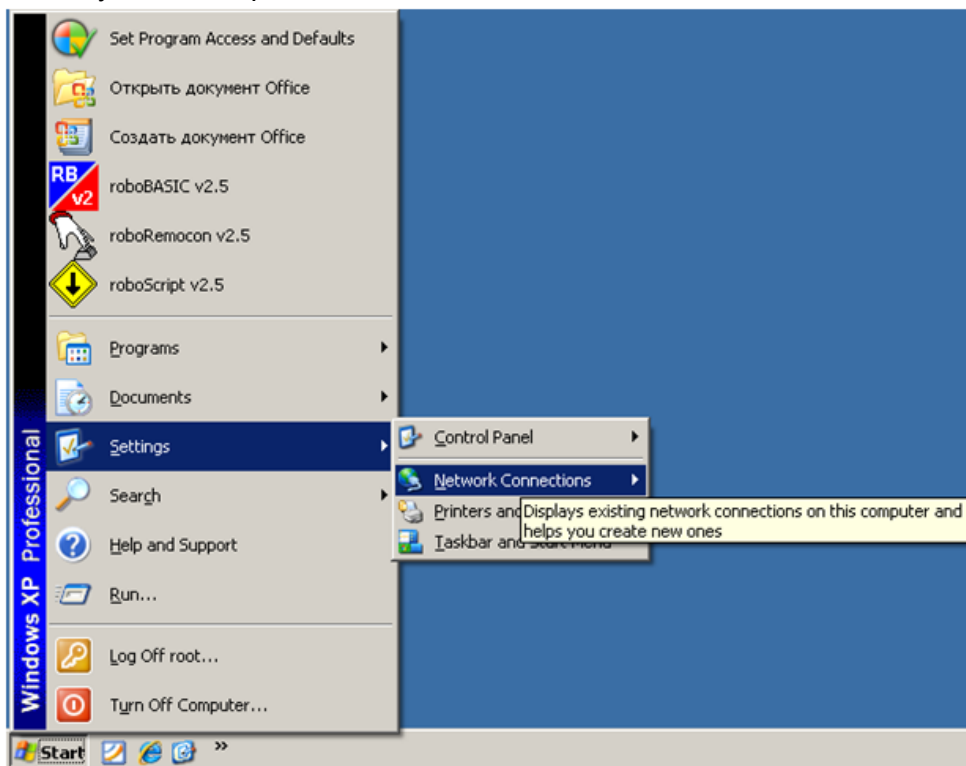 Set Program Access and Defaults
Открыть документ Office
Создать документ Office
RB
v2
roboBASIC v2.5
roboRemocon v2.5
roboScript v2.5
Programs
Documents
Settings
Search
Help and Support
Run...
Log Off root...
Turn Off Computer...
Windows XP Professional
Control Panel
Network Connections
Printers and
Taskbar and Start Menu
Displays existing network connections on this computer and
helps you create new ones
Start
»